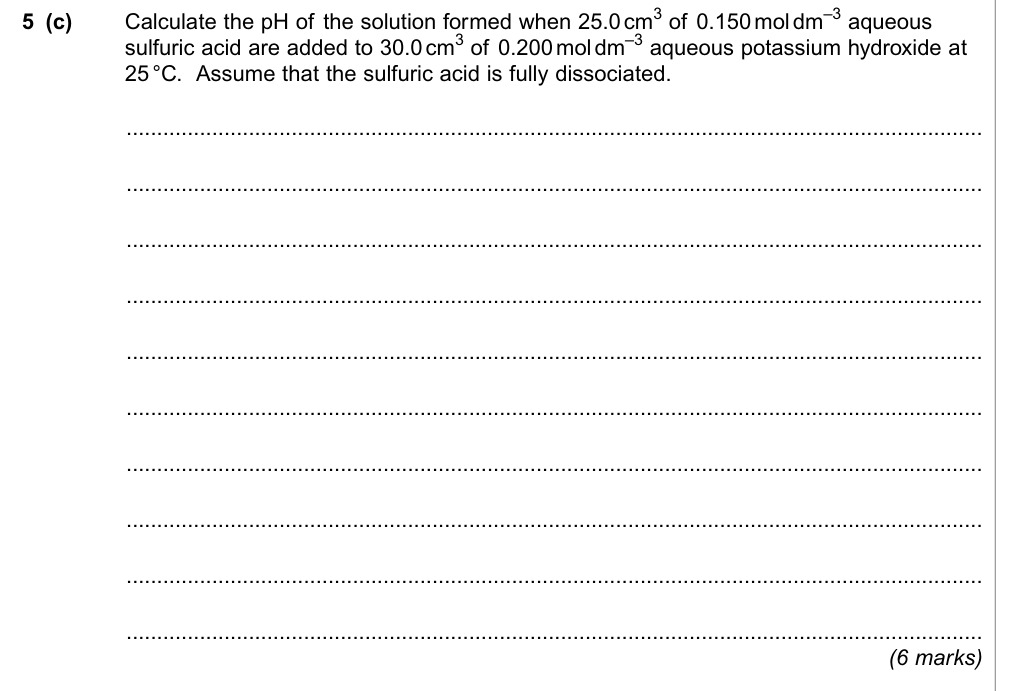 5 (c) Calculate the pH of the solution formed when 25.0 cm³ of 0.150 mol dm⁻³ aqueous
sulfuric acid are added to 30.0 cm³ of 0.200 mol dm⁻³ aqueous potassium hydroxide at
25 °C. Assume that the sulfuric acid is fully dissociated.
(6 marks)